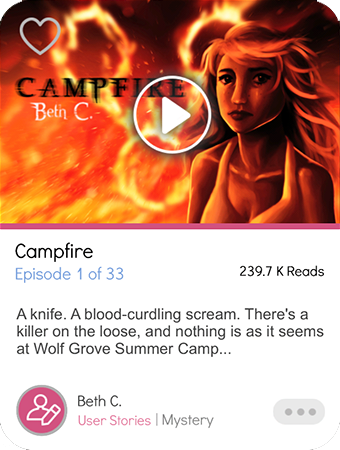 CAMPFIRE
Beth C.
Campfire
Episode 1 of 33
239.7 K Reads
A knife. A blood-curdling scream. There's a
killer on the loose, and nothing is as it seems
at Wolf Grove Summer Camp...
Beth C.
User Stories | Mystery